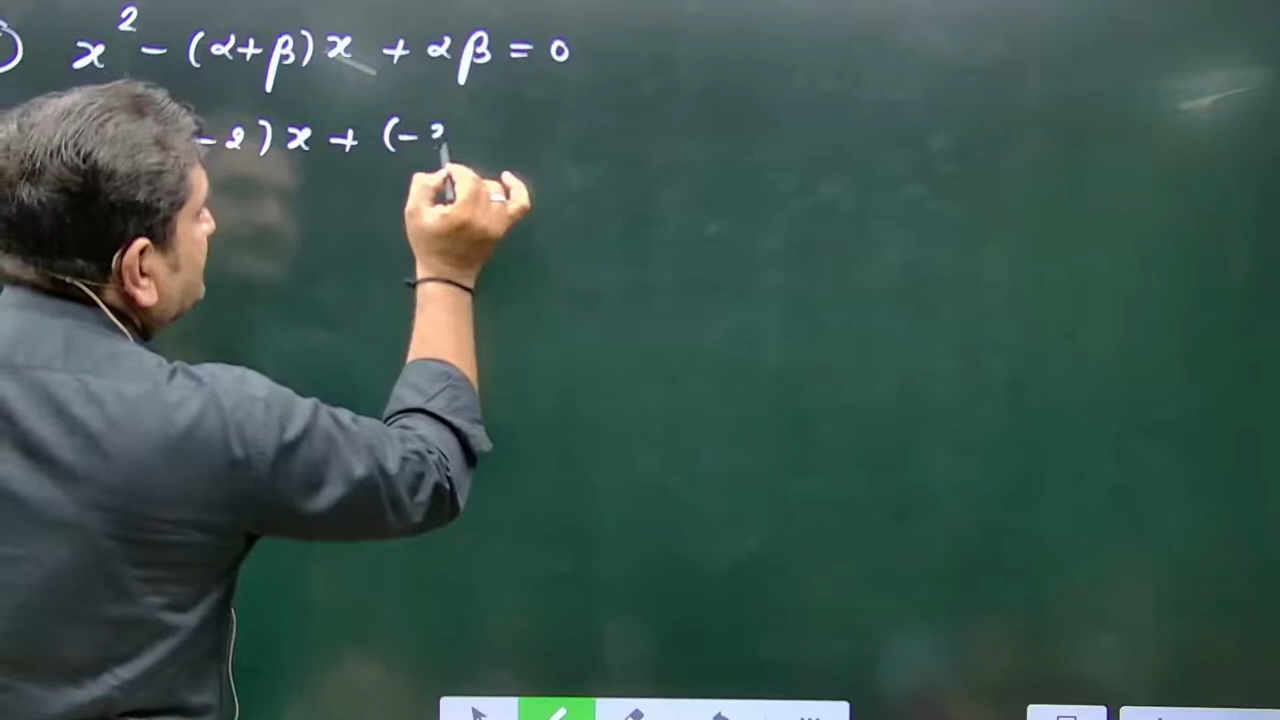 x² - (α+β)x + αβ = 0
- 2)x + (-